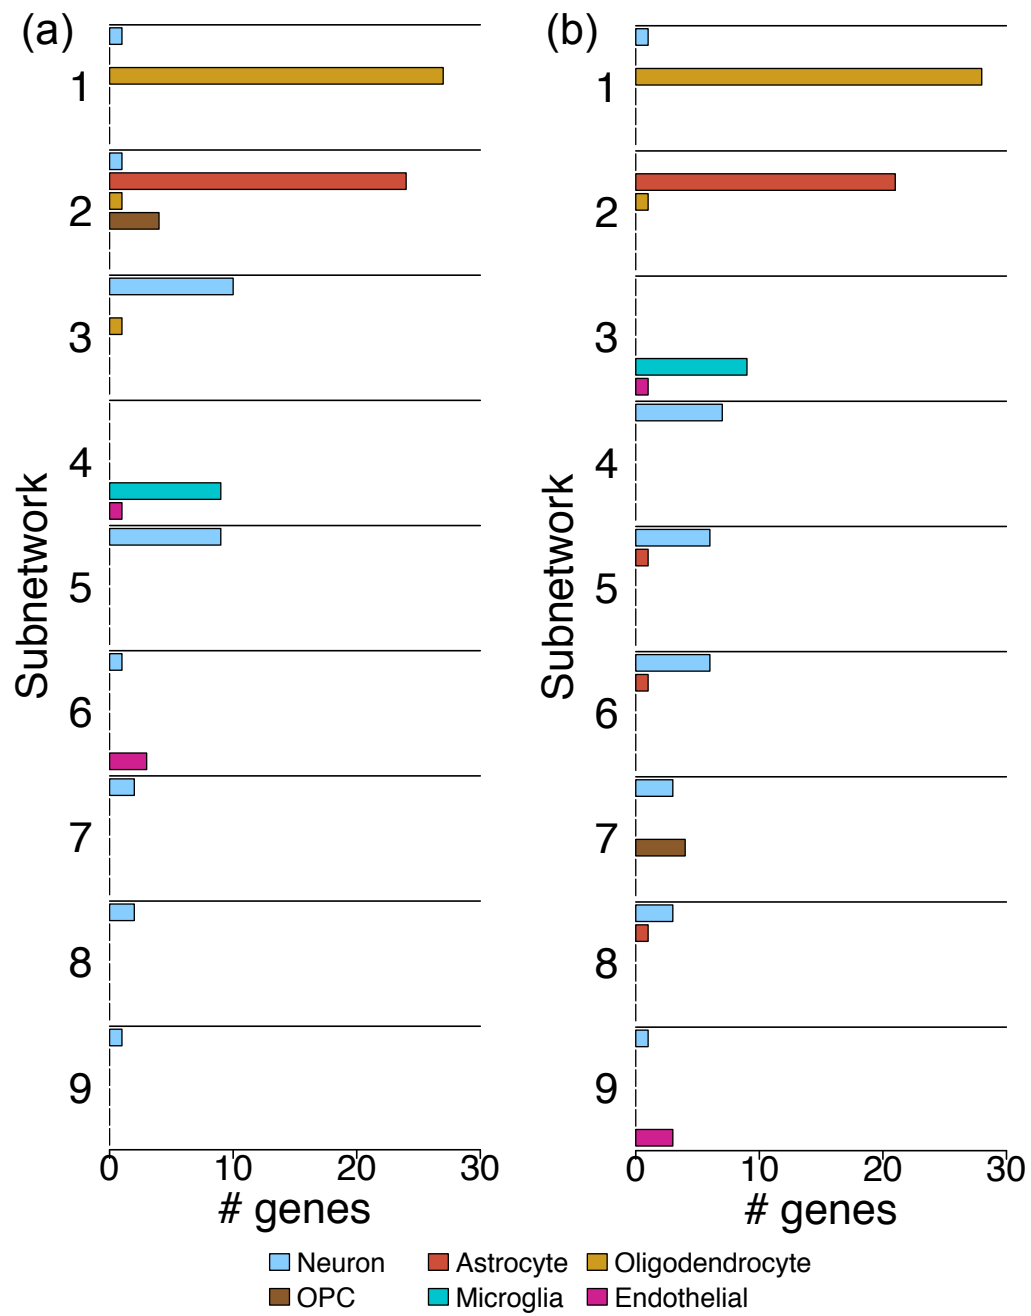 (a)
1
2
3
4
5
6
7
8
9
Subnetwork
0 10 20 30
# genes
(b)
1
2
3
4
5
6
7
8
9
Subnetwork
0 10 20 30
# genes
Neuron Astrocyte Oligodendrocyte
OPC Microglia Endothelial